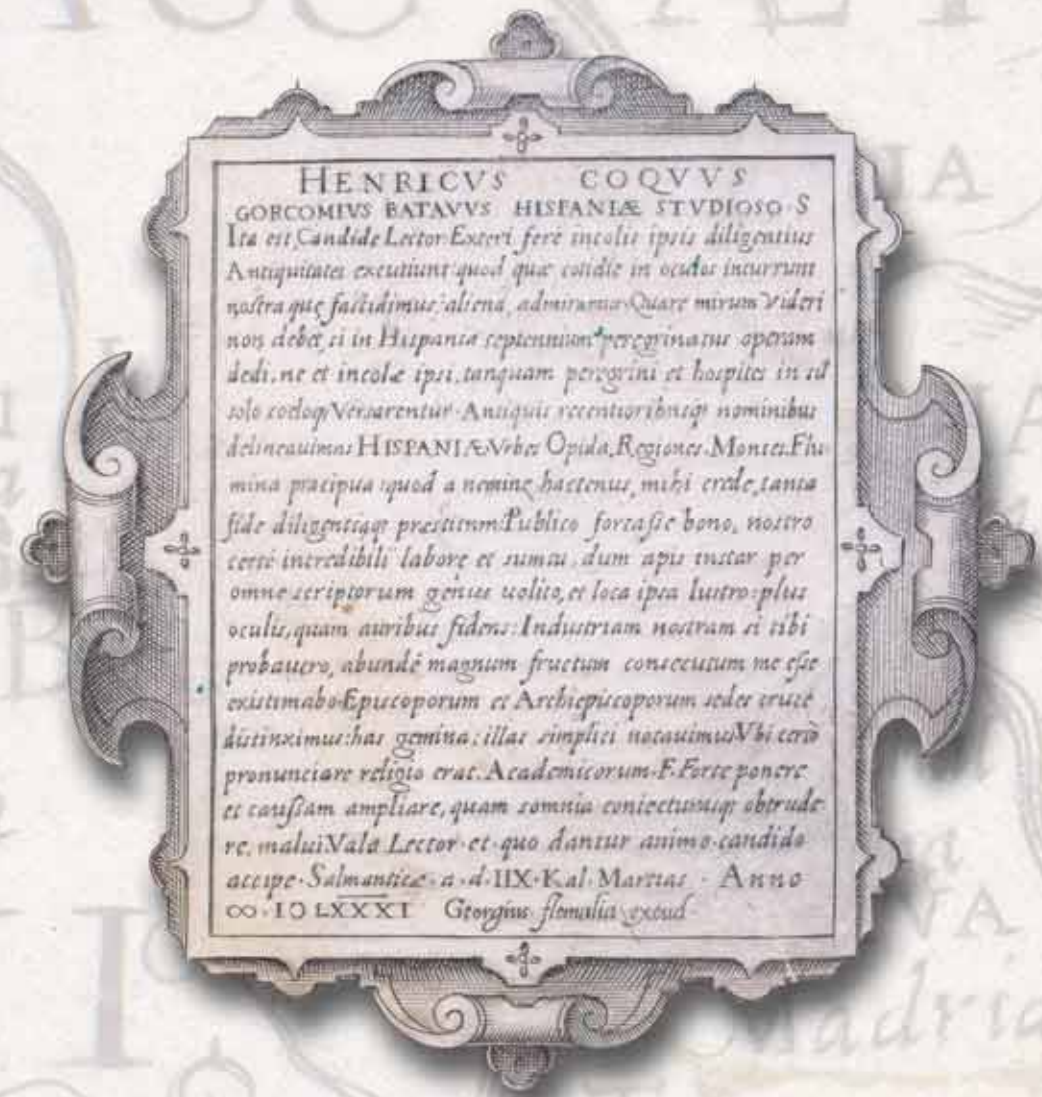 HENRICVS COQVVS
GORCOMIVS BATAVVS HISPANIÆ STVDIOSO S
Ita est Candide Lector Exteri ferè incolis ipsis diligentius
Antiquitates excutiunt quod quæ cotidie in oculos incurrunt
nostra quę fastidimus, aliena, admiramur. Quare mirum Videri
non debet, si in Hispania septennium peregrinatus operam
dedi, ne et incolæ ipsi, tanquam peregrini et hospites in
solo cœloq; Versarentur. Antiquis recentioribusq; nominibus
delineauimus HISPANIÆ Vrbes Opida, Regiones. Montes. Flu
mina præcipua quod a nemine hactenus, mihi crede, tanta
fide diligentiaq; præstitum: Publico fortaßie bono, nostro
certè incredibili labore et sumtu, dum apis instar per
omne scriptorum genus uolito, et loca ipsa lustro: plus
oculis, quam auribus fidens: Industriam nostram si tibi
probauero, abundè magnum fructum consecutum me eße
existimabo Episcoporum et Archiepiscoporum sedes cruce
distinximus: has gemina: illas simplici notauimus Vbi certò
pronunciare religio erat. Academicorum. F. Forte ponere
et caußam ampliare, quam somnia coniecturasq; obtrude
re, malui Vale Lector. et quo dantur animo candido
accipe. Salmanticæ. a. d. IIX. Kal. Martias. Anno
ꝏ. IↃ LXXXI Georgius flomalia excud.